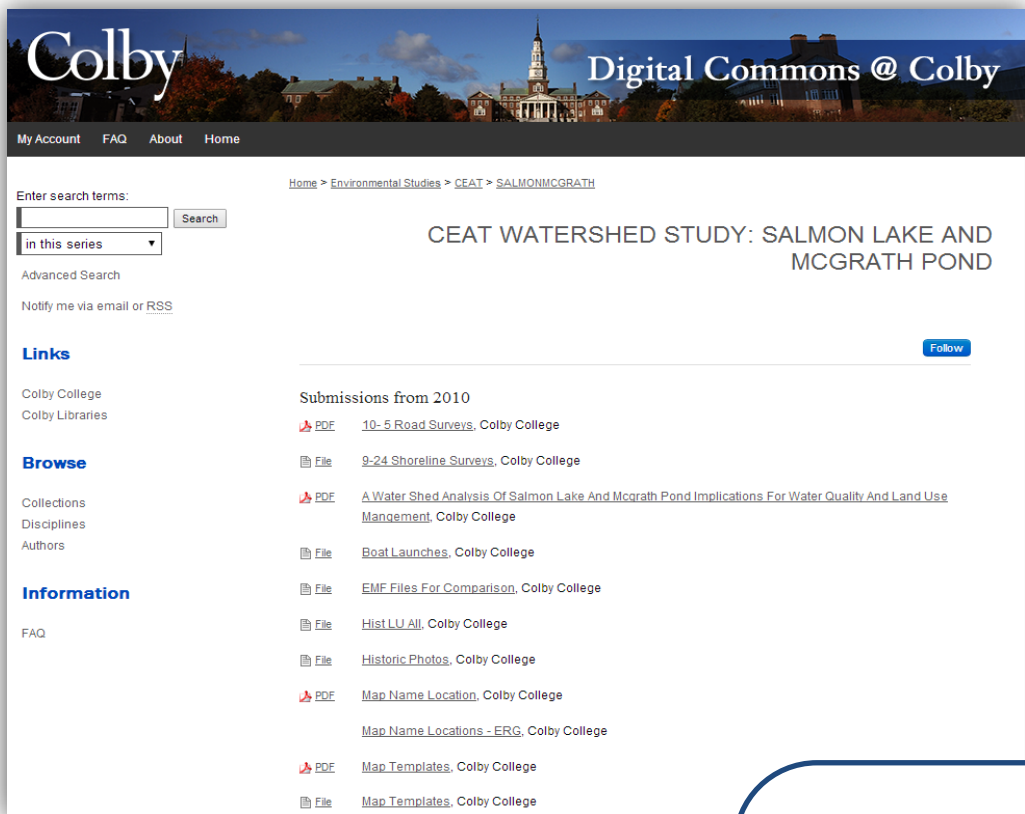 Colby
Digital Commons @ Colby
My Account FAQ About Home
Enter search terms:
Search
in this series
Advanced Search
Notify me via email or RSS
Links
Colby College
Colby Libraries
Browse
Collections
Disciplines
Authors
Information
FAQ
Home > Environmental Studies > CEAT > SALMONMCGRATH
CEAT WATERSHED STUDY: SALMON LAKE AND
MCGRATH POND
Follow
Submissions from 2010
PDF 10- 5 Road Surveys, Colby College
File 9-24 Shoreline Surveys, Colby College
PDF A Water Shed Analysis Of Salmon Lake And Mcgrath Pond Implications For Water Quality And Land Use
Mangement, Colby College
File Boat Launches, Colby College
File EMF Files For Comparison, Colby College
File Hist LU All, Colby College
File Historic Photos, Colby College
PDF Map Name Location, Colby College
Map Name Locations - ERG, Colby College
PDF Map Templates, Colby College
File Map Templates, Colby College